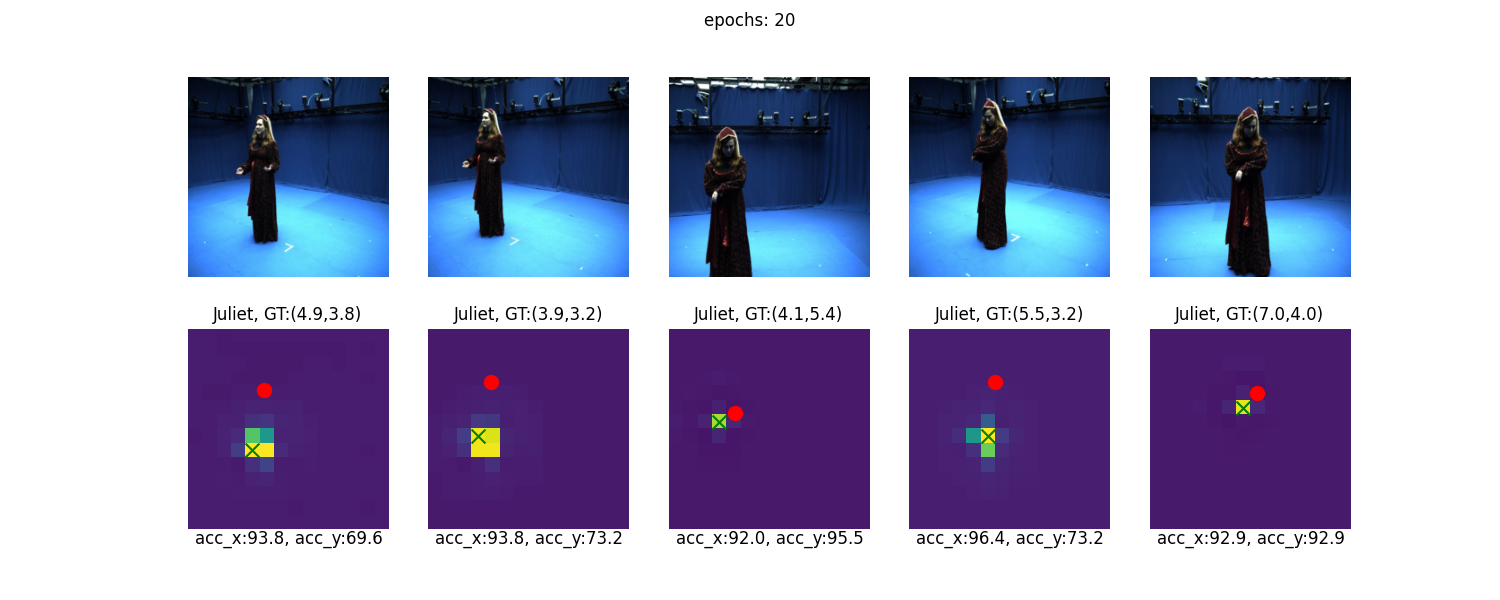 epochs: 20
Juliet, GT:(4.9,3.8)
Juliet, GT:(3.9,3.2)
Juliet, GT:(4.1,5.4)
Juliet, GT:(5.5,3.2)
Juliet, GT:(7.0,4.0)
acc_x:93.8, acc_y:69.6
acc_x:93.8, acc_y:73.2
acc_x:92.0, acc_y:95.5
acc_x:96.4, acc_y:73.2
acc_x:92.9, acc_y:92.9